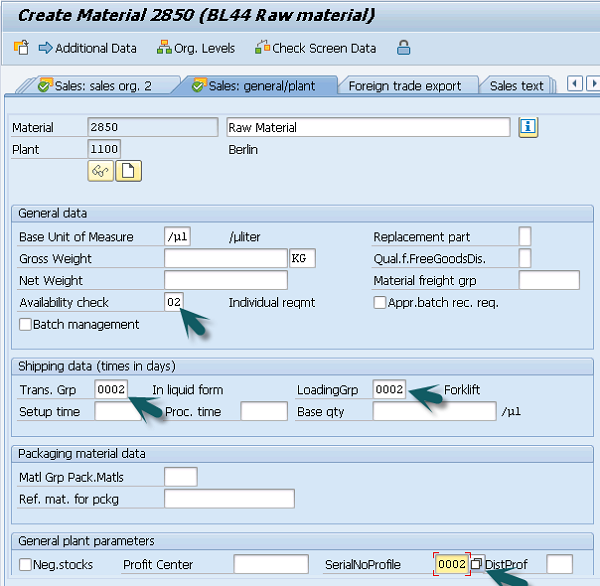 Create Material 2850 (BL44 Raw material)
Additional Data Org. Levels Check Screen Data
Sales: sales org. 2 Sales: general/plant Foreign trade export Sales text
Material 2850 Raw Material
Plant 1100 Berlin
General data
Base Unit of Measure /µl /µliter Replacement part
Gross Weight KG Qual.f.FreeGoodsDis.
Net Weight Material freight grp
Availability check 02 Individual reqmt Appr.batch rec. req.
Batch management
Shipping data (times in days)
Trans. Grp 0002 In liquid form LoadingGrp 0002 Forklift
Setup time Proc. time Base qty /µl
Packaging material data
Matl Grp Pack.Matls
Ref. mat. for pckg
General plant parameters
Neg.stocks Profit Center SerialNoProfile 0002 DistProf